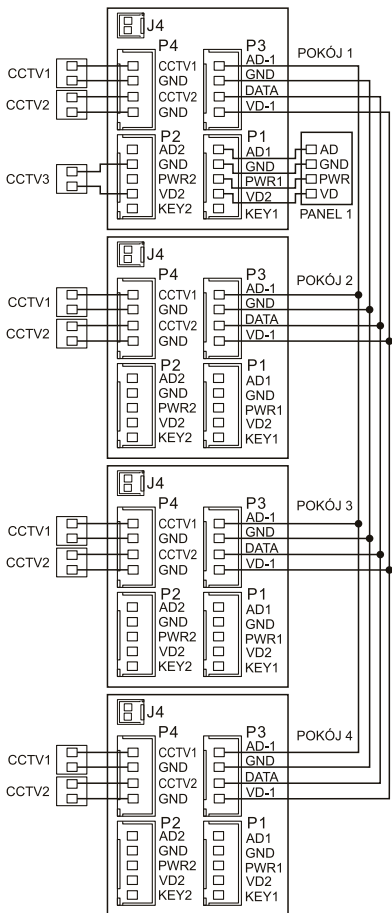 J4
P4 P3
CCTV1 CCTV1 AD-1 POKÓJ 1
GND GND
CCTV2 CCTV2 DATA
GND VD-1
P2 P1
AD2 AD1 AD
CCTV3 GND GND GND
PWR2 PWR1 PWR
VD2 VD2 VD
KEY2 KEY1 PANEL 1
J4
P4 P3
CCTV1 CCTV1 AD-1 POKÓJ 2
GND GND
CCTV2 CCTV2 DATA
GND VD-1
P2 P1
AD2 AD1
GND GND
PWR2 PWR1
VD2 VD2
KEY2 KEY1
J4
P4 P3
CCTV1 CCTV1 AD-1 POKÓJ 3
GND GND
CCTV2 CCTV2 DATA
GND VD-1
P2 P1
AD2 AD1
GND GND
PWR2 PWR1
VD2 VD2
KEY2 KEY1
J4
P4 P3
CCTV1 CCTV1 AD-1 POKÓJ 4
GND GND
CCTV2 CCTV2 DATA
GND VD-1
P2 P1
AD2 AD1
GND GND
PWR2 PWR1
VD2 VD2
KEY2 KEY1